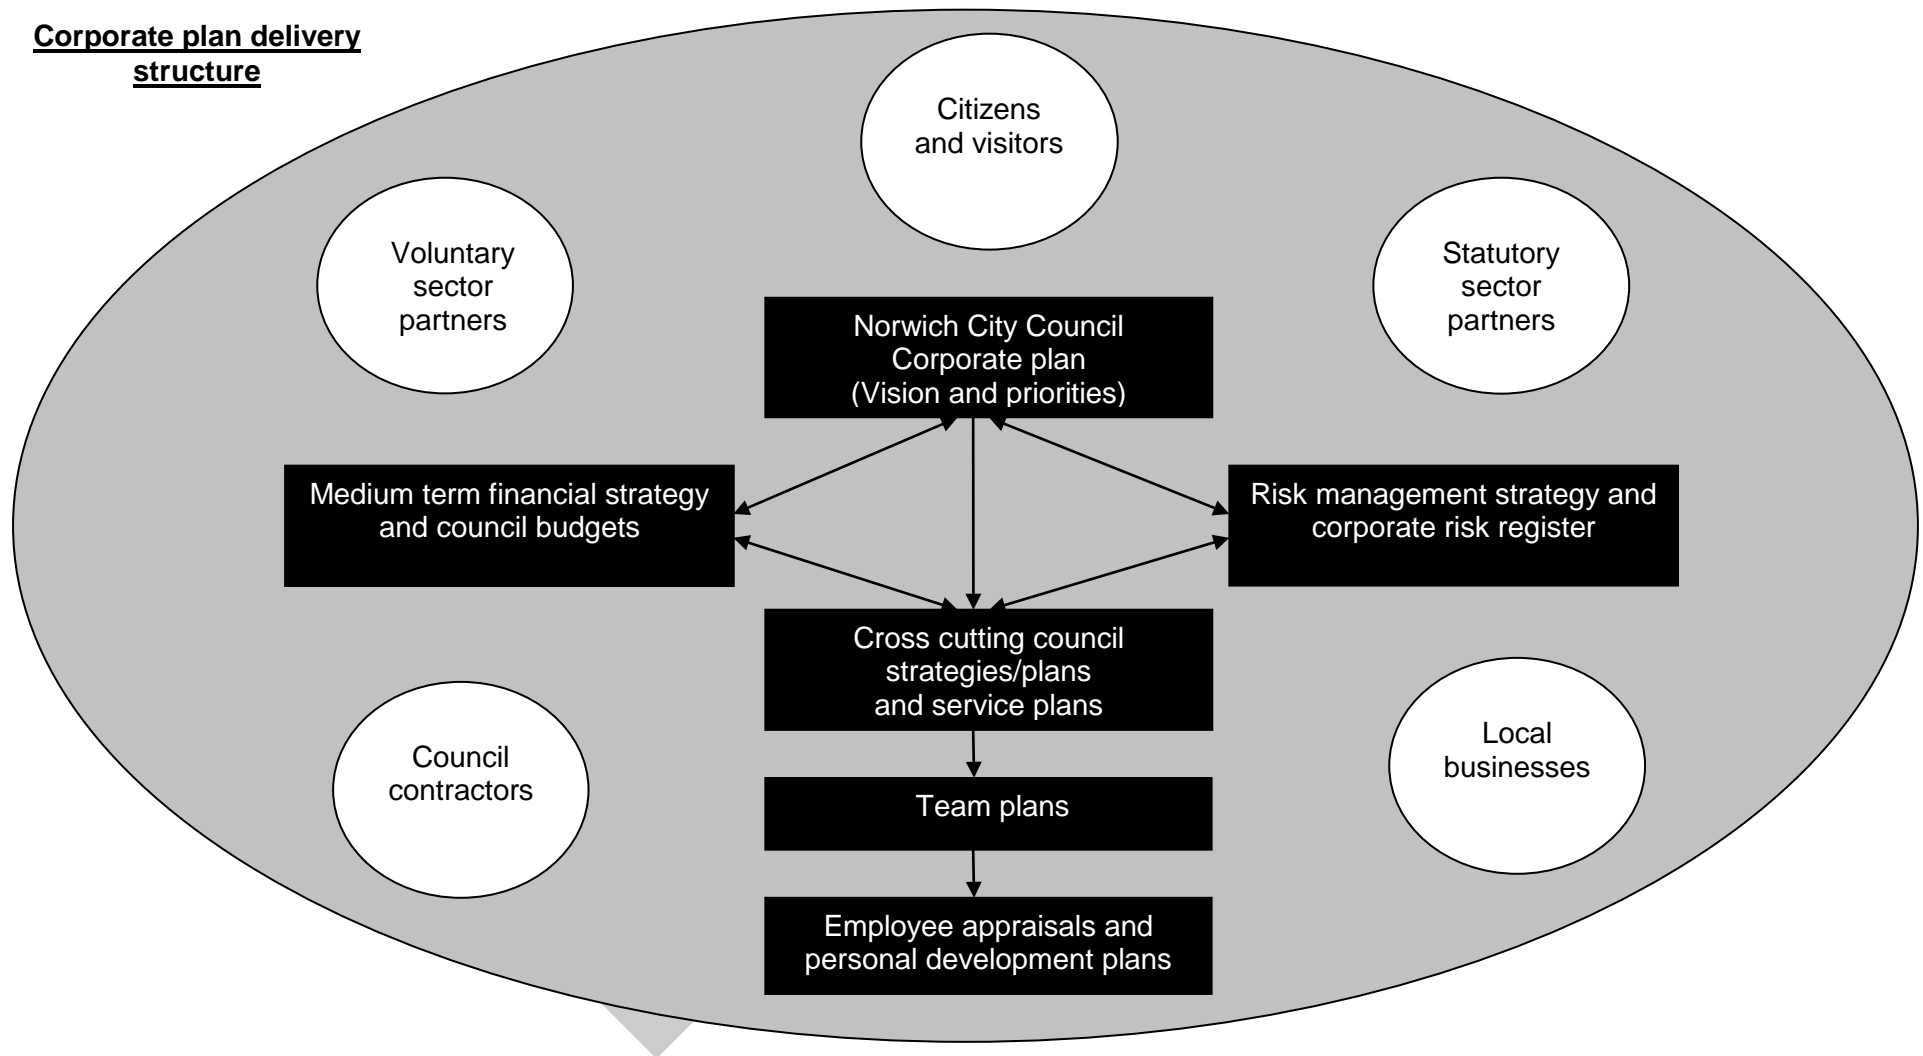 Corporate plan delivery
structure
Citizens
and visitors
Voluntary
sector
partners
Statutory
sector
partners
Norwich City Council
Corporate plan
(Vision and priorities)
Medium term financial strategy
and council budgets
Risk management strategy and
corporate risk register
Cross cutting council
strategies/plans
and service plans
Council
contractors
Local
businesses
Team plans
Employee appraisals and
personal development plans